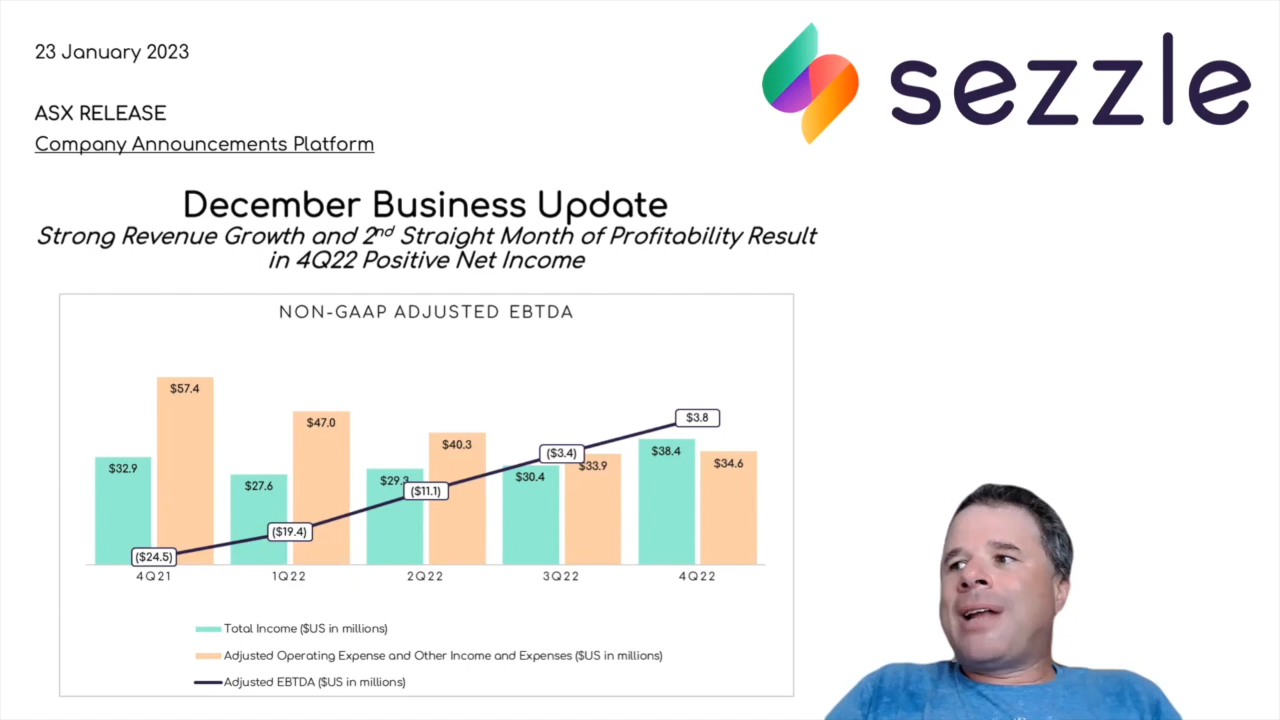 23 January 2023
sezzle
ASX RELEASE
Company Announcements Platform
December Business Update
Strong Revenue Growth and 2nd Straight Month of Profitability Result
in 4Q22 Positive Net Income
NON-GAAP ADJUSTED EBTDA
$57.4
$47.0
$3.8
$40.3
$38.4
($3.4)
$32.9
$33.9
$34.6
$29.3
$30.4
$27.6
($11.1)
($19.4)
($24.5)
4Q21 1Q22 2Q22 3Q22 4Q22
Total Income ($US in millions)
Adjusted Operating Expense and Other Income and Expenses ($US in millions)
Adjusted EBTDA ($US in millions)